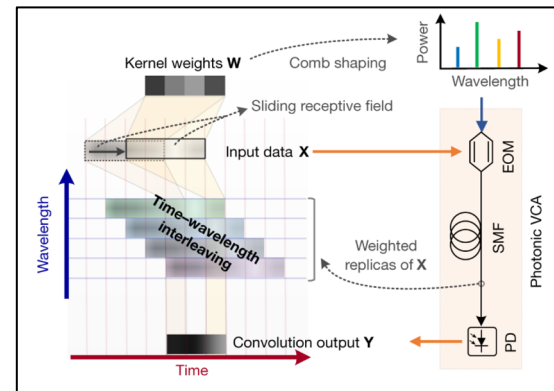 Kernel weights W
Comb shaping
Power
Wavelength
Sliding receptive field
Input data X
EOM
Wavelength
Time–wavelength
interleaving
SMF
Photonic VCA
Weighted
replicas of X
Convolution output Y
PD
Time